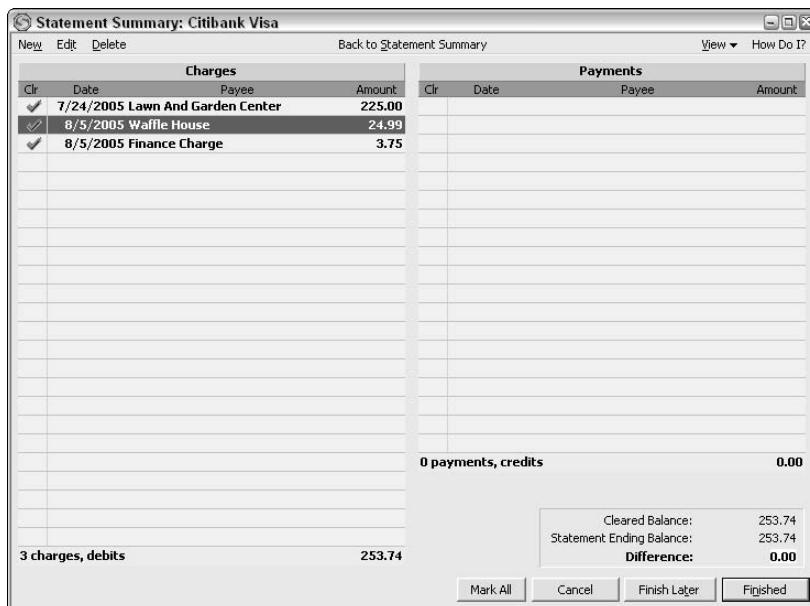 Statement Summary: Citibank Visa
New Edit Delete Back to Statement Summary View How Do I?
Charges
Clr Date Payee Amount
7/24/2005 Lawn And Garden Center 225.00
8/5/2005 Waffle House 24.99
8/5/2005 Finance Charge 3.75
3 charges, debits 253.74
Payments
Clr Date Payee Amount
0 payments, credits 0.00
Cleared Balance: 253.74
Statement Ending Balance: 253.74
Difference: 0.00
Mark All Cancel Finish Later Finished